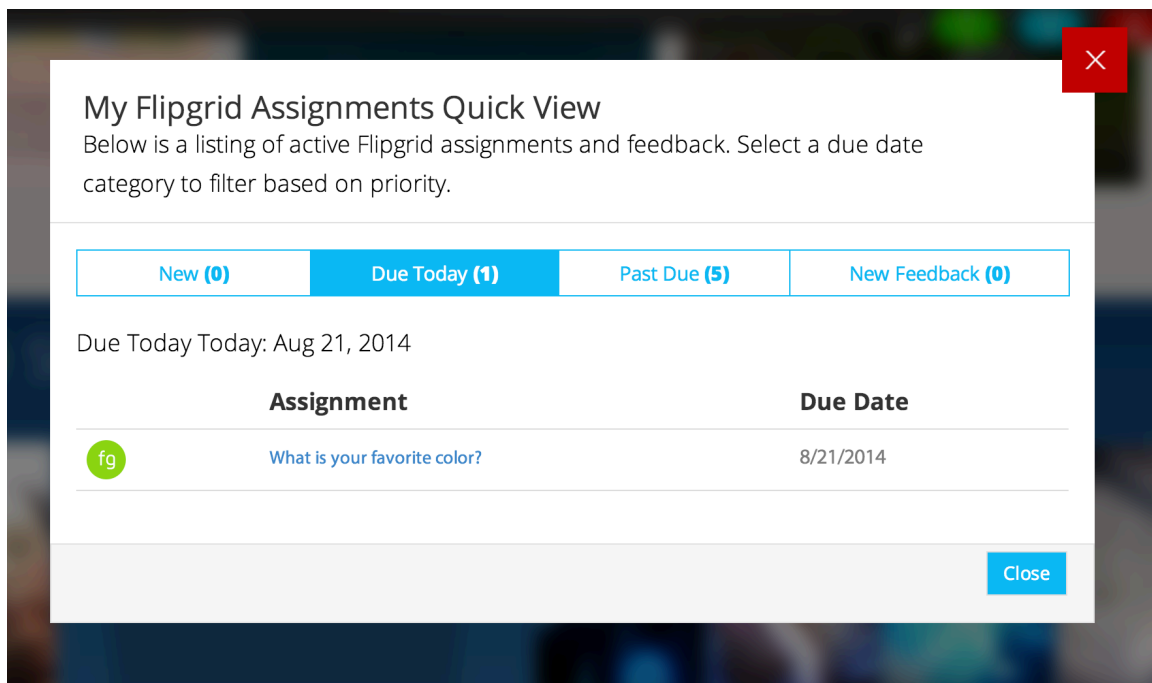 My Flipgrid Assignments Quick View
Below is a listing of active Flipgrid assignments and feedback. Select a due date
category to filter based on priority.
New (0) Due Today (1) Past Due (5) New Feedback (0)
Due Today Today: Aug 21, 2014
Assignment Due Date
fg What is your favorite color? 8/21/2014
Close